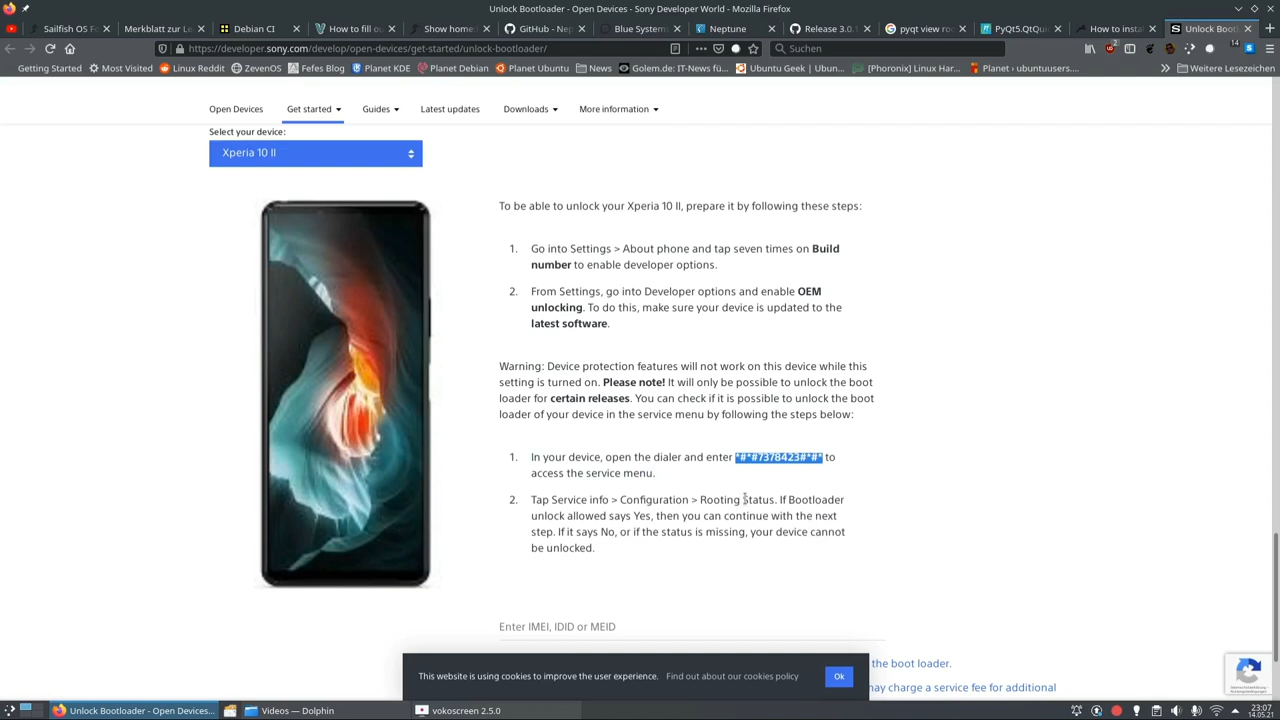 Unlock Bootloader - Open Devices - Sony Developer World - Mozilla Firefox
Sailfish OS Fo
Merkblatt zur Le
Debian CI
How to fill ou
Show homes
GitHub - Nep
Blue Systems
Neptune
Release 3.0.1
pyqt view roo
PyQt5.QtQuic
How to instal
Unlock Bootl
https://developer.sony.com/develop/open-devices/get-started/unlock-bootloader/
Suchen
14
Getting Started
Most Visited
Reddit
ZevenOS
Fefes Blog
Planet KDE
Planet Debian
Planet Ubuntu
News
Golem.de: IT-News fü...
Ubuntu Geek | Ubun...
[Phoronix] Linux Har...
Planet › ubuntuusers....
Weitere Lesezeichen
Open Devices
Get started
Guides
Latest updates
Downloads
More information
Select your device:
Xperia 10 II
To be able to unlock your Xperia 10 II, prepare it by following these steps:
1. Go into Settings > About phone and tap seven times on Build
number to enable developer options.
2. From Settings, go into Developer options and enable OEM
unlocking. To do this, make sure your device is updated to the
latest software.
Warning: Device protection features will not work on this device while this
setting is turned on. Please note! It will only be possible to unlock the boot
loader for certain releases. You can check if it is possible to unlock the boot
loader of your device in the service menu by following the steps below:
1. In your device, open the dialer and enter *#*#7378423#*#* to
access the service menu.
2. Tap Service info > Configuration > Rooting Status. If Bootloader
unlock allowed says Yes, then you can continue with the next
step. If it says No, or if the status is missing, your device cannot
be unlocked.
Enter IMEI, IDID or MEID
the boot loader.
may charge a service fee for additional
This website is using cookies to improve the user experience. Find out about our cookies policy
Ok
Unlock Bootloader - Open Devices...
Videos — Dolphin
vokoscreen 2.5.0
23:07
14.05.21